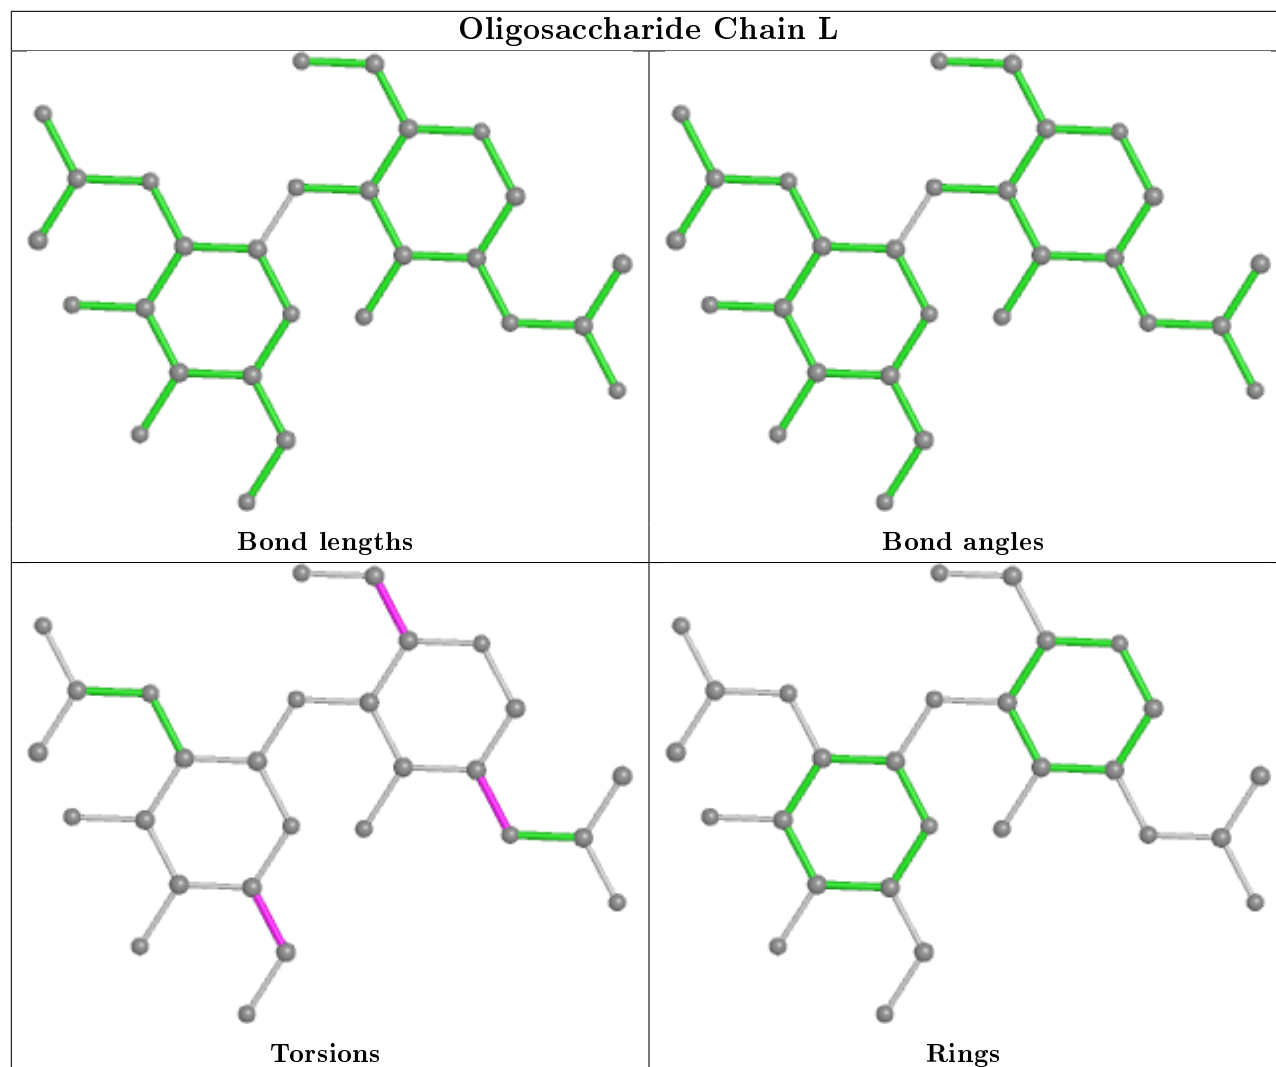 Oligosaccharide Chain L
Bond lengths
Bond angles
Torsions
Rings